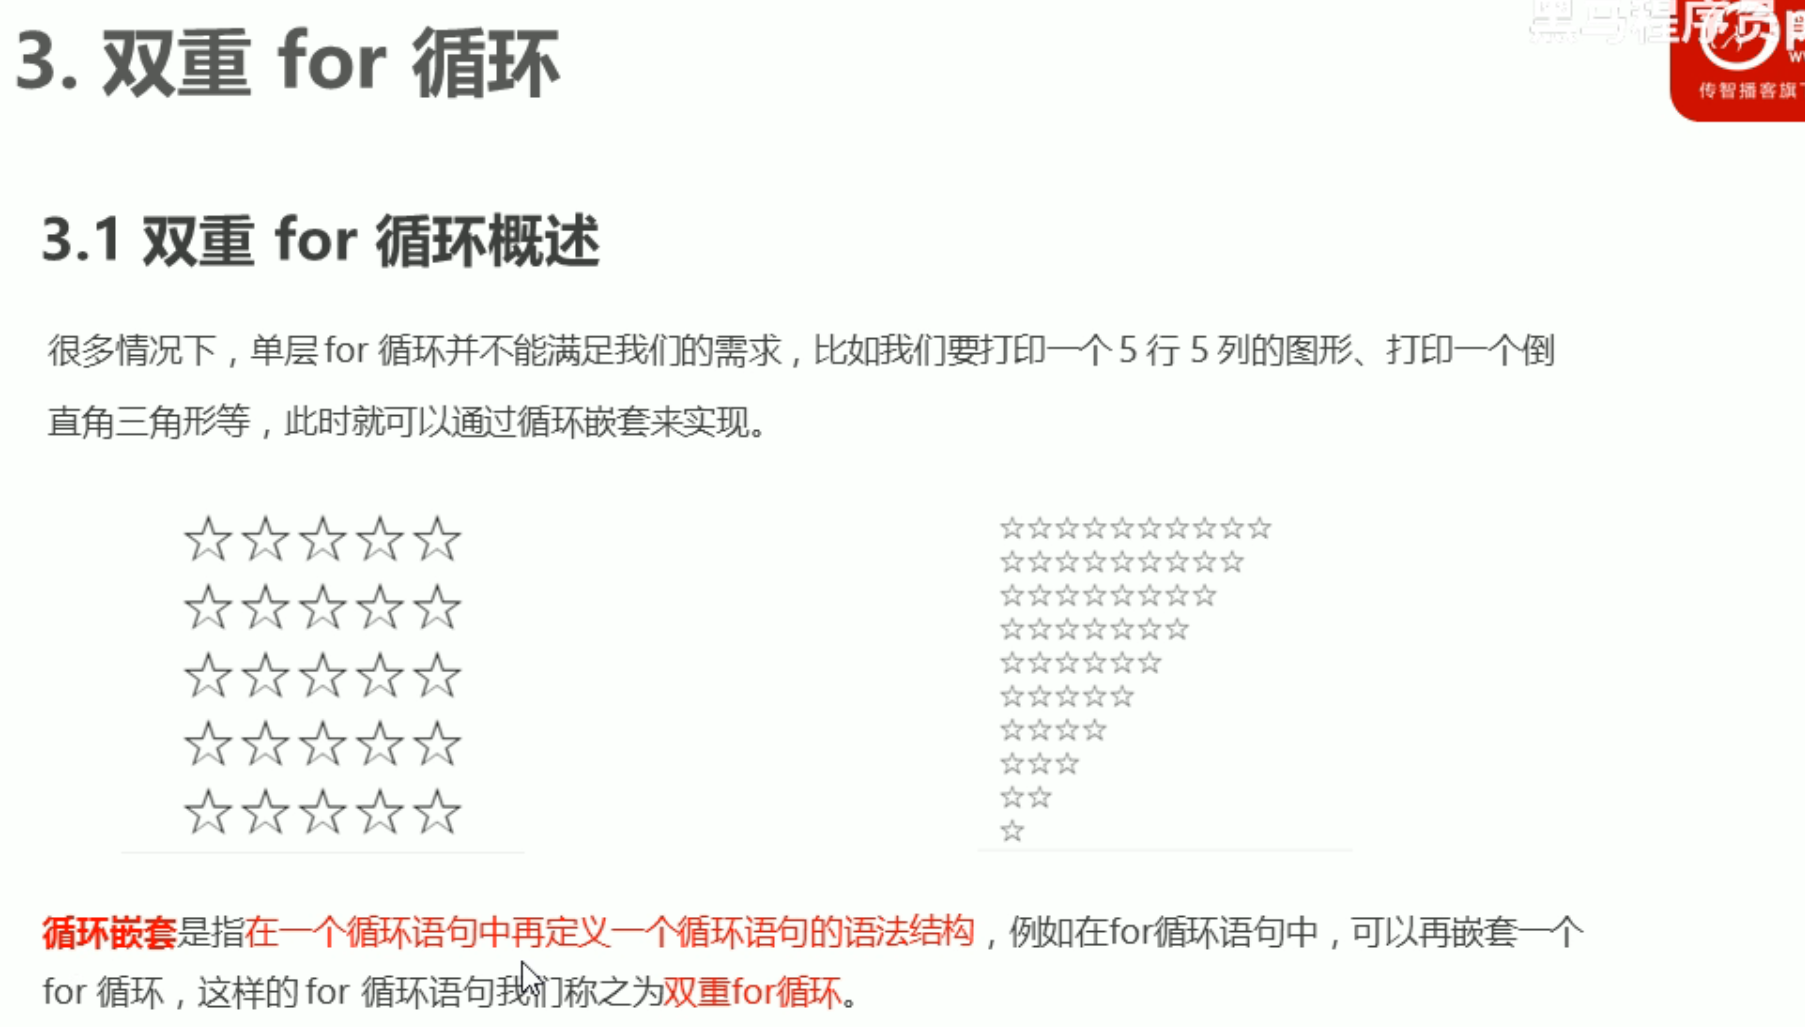 黑马程序员
传智播客旗下
3. 双重 for 循环
3.1 双重 for 循环概述
很多情况下，单层 for 循环并不能满足我们的需求，比如我们要打印一个 5 行 5 列的图形、打印一个倒
直角三角形等，此时就可以通过循环嵌套来实现。
☆☆☆☆☆
☆☆☆☆☆
☆☆☆☆☆
☆☆☆☆☆
☆☆☆☆☆
☆☆☆☆☆☆☆☆☆☆
☆☆☆☆☆☆☆☆☆
☆☆☆☆☆☆☆☆
☆☆☆☆☆☆☆
☆☆☆☆☆☆
☆☆☆☆☆
☆☆☆☆
☆☆☆
☆☆
☆
循环嵌套是指在一个循环语句中再定义一个循环语句的语法结构，例如在for循环语句中，可以再嵌套一个
for 循环，这样的 for 循环语句我们称之为双重for循环。